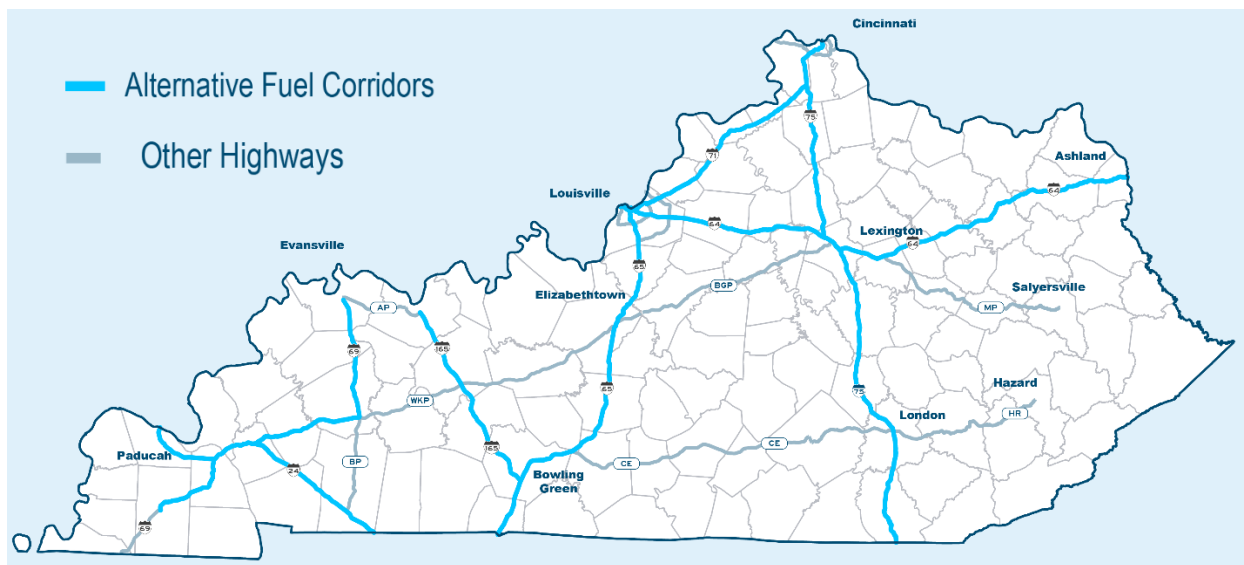 Cincinnati
Alternative Fuel Corridors
75
Other Highways
71
Ashland
64
Louisville
64
Lexington
64
Evansville
65
Elizabethtown
BGP
Salyersville
AP
MP
165
69
Hazard
65
75
WKP
London
HR
CE
165
CE
Paducah
BP
24
Bowling
Green
69